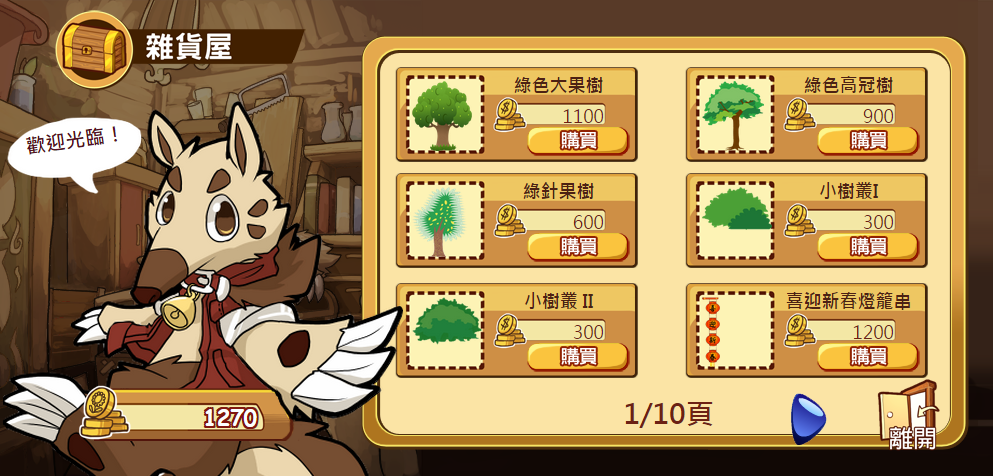 雜貨屋
歡迎光臨！
綠色大果樹
1100
購買
綠色高冠樹
900
購買
綠針果樹
600
購買
小樹叢I
300
購買
小樹叢 II
300
購買
喜迎新春燈籠串
1200
購買
1270
1/10頁
離開